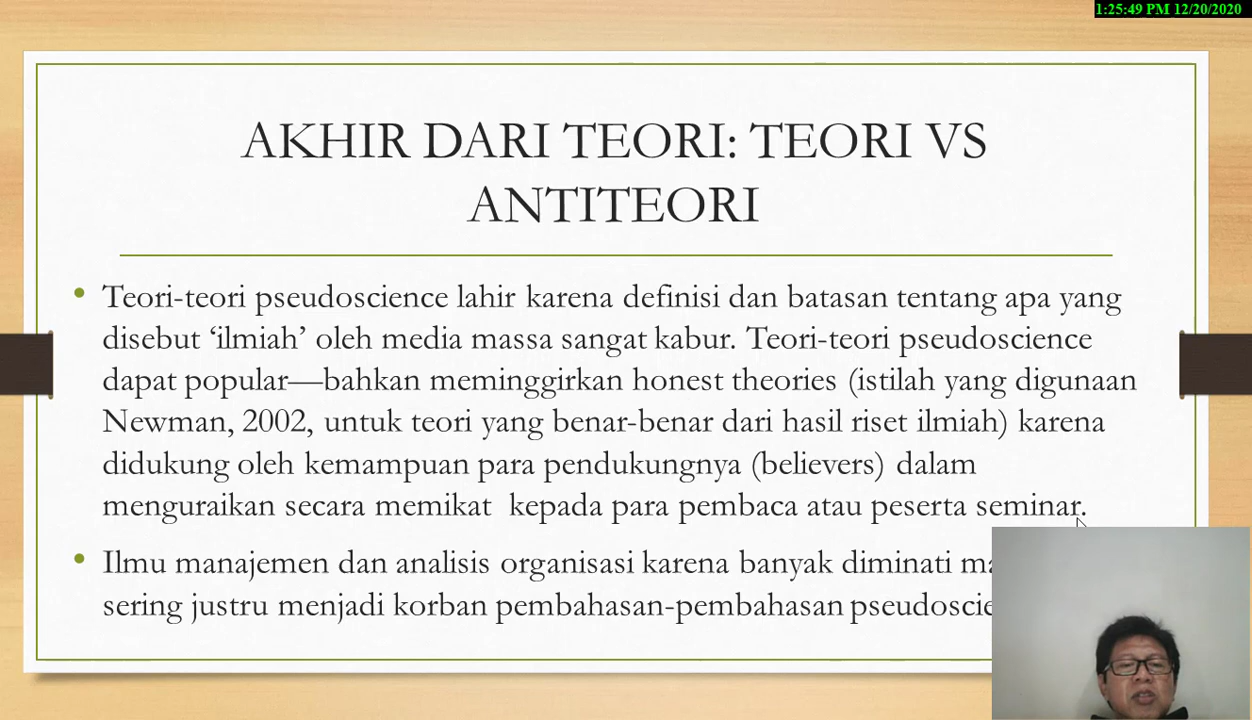 1:25:49 PM 12/20/2020
AKHIR DARI TEORI: TEORI VS
ANTITEORI
• Teori-teori pseudoscience lahir karena definisi dan batasan tentang apa yang
disebut ‘ilmiah’ oleh media massa sangat kabur. Teori-teori pseudoscience
dapat popular—bahkan meminggirkan honest theories (istilah yang digunaan
Newman, 2002, untuk teori yang benar-benar dari hasil riset ilmiah) karena
didukung oleh kemampuan para pendukungnya (believers) dalam
menguraikan secara memikat kepada para pembaca atau peserta seminar.
• Ilmu manajemen dan analisis organisasi karena banyak diminati
sering justru menjadi korban pembahasan-pembahasan